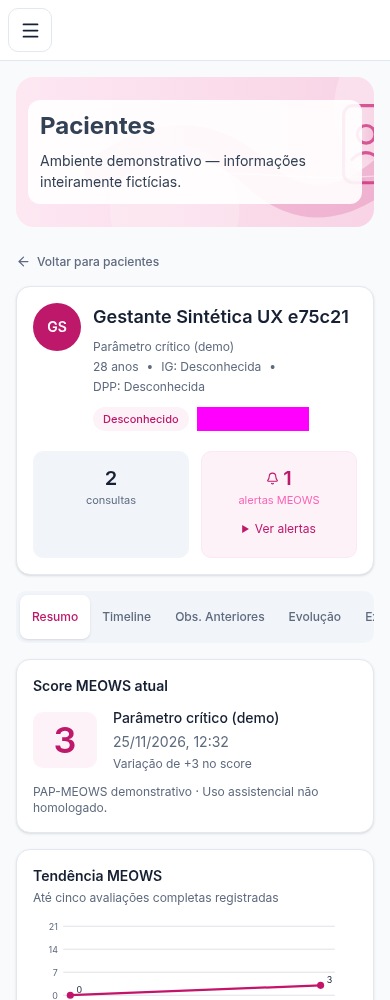 Pacientes
Ambiente demonstrativo — informações
inteiramente fictícias.
Voltar para pacientes
GS
Gestante Sintética UX e75c21
Parâmetro crítico (demo)
28 anos • IG: Desconhecida •
DPP: Desconhecida
Desconhecido
2
consultas
1
alertas MEOWS
▶ Ver alertas
Resumo
Timeline
Obs. Anteriores
Evolução
Score MEOWS atual
3
Parâmetro crítico (demo)
25/11/2026, 12:32
Variação de +3 no score
PAP-MEOWS demonstrativo · Uso assistencial não
homologado.
Tendência MEOWS
Até cinco avaliações completas registradas
21
14
7
0
0
3